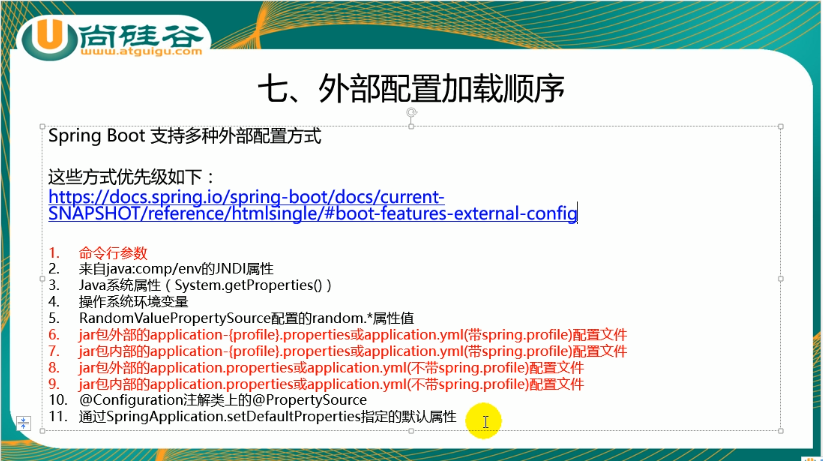 尚硅谷
www.atguigu.com
七、外部配置加载顺序
Spring Boot 支持多种外部配置方式
这些方式优先级如下：
https://docs.spring.io/spring-boot/docs/current-
SNAPSHOT/reference/htmlsingle/#boot-features-external-config
1. 命令行参数
2. 来自java:comp/env的JNDI属性
3. Java系统属性（System.getProperties()）
4. 操作系统环境变量
5. RandomValuePropertySource配置的random.*属性值
6. jar包外部的application-{profile}.properties或application.yml(带spring.profile)配置文件
7. jar包内部的application-{profile}.properties或application.yml(带spring.profile)配置文件
8. jar包外部的application.properties或application.yml(不带spring.profile)配置文件
9. jar包内部的application.properties或application.yml(不带spring.profile)配置文件
10. @Configuration注解类上的@PropertySource
11. 通过SpringApplication.setDefaultProperties指定的默认属性